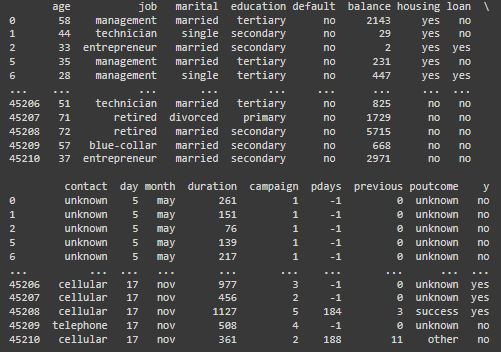 age job marital education default balance housing loan \
0 58 management married tertiary no 2143 yes no
1 44 technician single secondary no 29 yes no
2 33 entrepreneur married secondary no 2 yes yes
5 35 management married tertiary no 231 yes no
6 28 management single tertiary no 447 yes yes
... ... ... ... ... ... ... ... ...
45206 51 technician married tertiary no 825 no no
45207 71 retired divorced primary no 1729 no no
45208 72 retired married secondary no 5715 no no
45209 57 blue-collar married secondary no 668 no no
45210 37 entrepreneur married secondary no 2971 no no
contact day month duration campaign pdays previous poutcome y
0 unknown 5 may 261 1 -1 0 unknown no
1 unknown 5 may 151 1 -1 0 unknown no
2 unknown 5 may 76 1 -1 0 unknown no
5 unknown 5 may 139 1 -1 0 unknown no
6 unknown 5 may 217 1 -1 0 unknown no
... ... ... ... ... ... ... ... ... ...
45206 cellular 17 nov 977 3 -1 0 unknown yes
45207 cellular 17 nov 456 2 -1 0 unknown yes
45208 cellular 17 nov 1127 5 184 3 success yes
45209 telephone 17 nov 508 4 -1 0 unknown no
45210 cellular 17 nov 361 2 188 11 other no